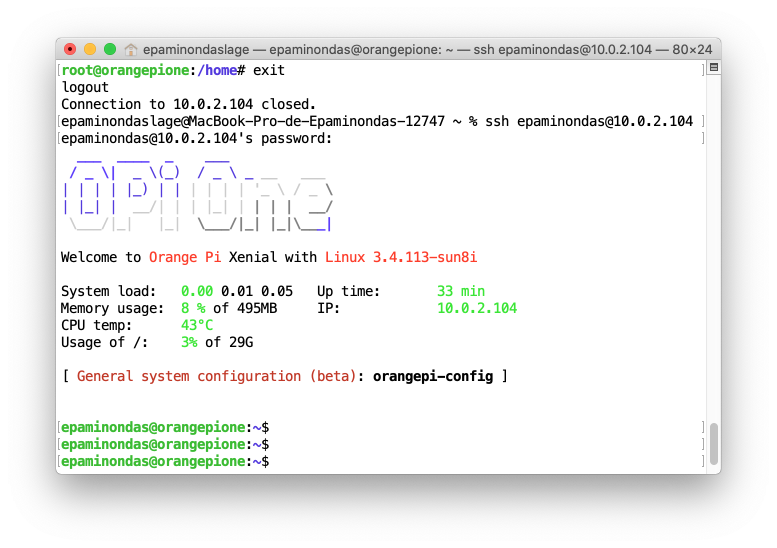 epaminondaslage — epaminondas@orangepione: ~ — ssh epaminondas@10.0.2.104 — 80×24
[root@orangepione:/home# exit ]
logout
Connection to 10.0.2.104 closed.
[epaminondaslage@MacBook-Pro-de-Epaminondas-12747 ~ % ssh epaminondas@10.0.2.104 ]
[epaminondas@10.0.2.104's password: ]
OPi One
Welcome to Orange Pi Xenial with Linux 3.4.113-sun8i
System load: 0.00 0.01 0.05 Up time: 33 min
Memory usage: 8 % of 495MB IP: 10.0.2.104
CPU temp: 43°C
Usage of /: 3% of 29G
[ General system configuration (beta): orangepi-config ]
[epaminondas@orangepione:~$ ]
[epaminondas@orangepione:~$ ]
[epaminondas@orangepione:~$ ]